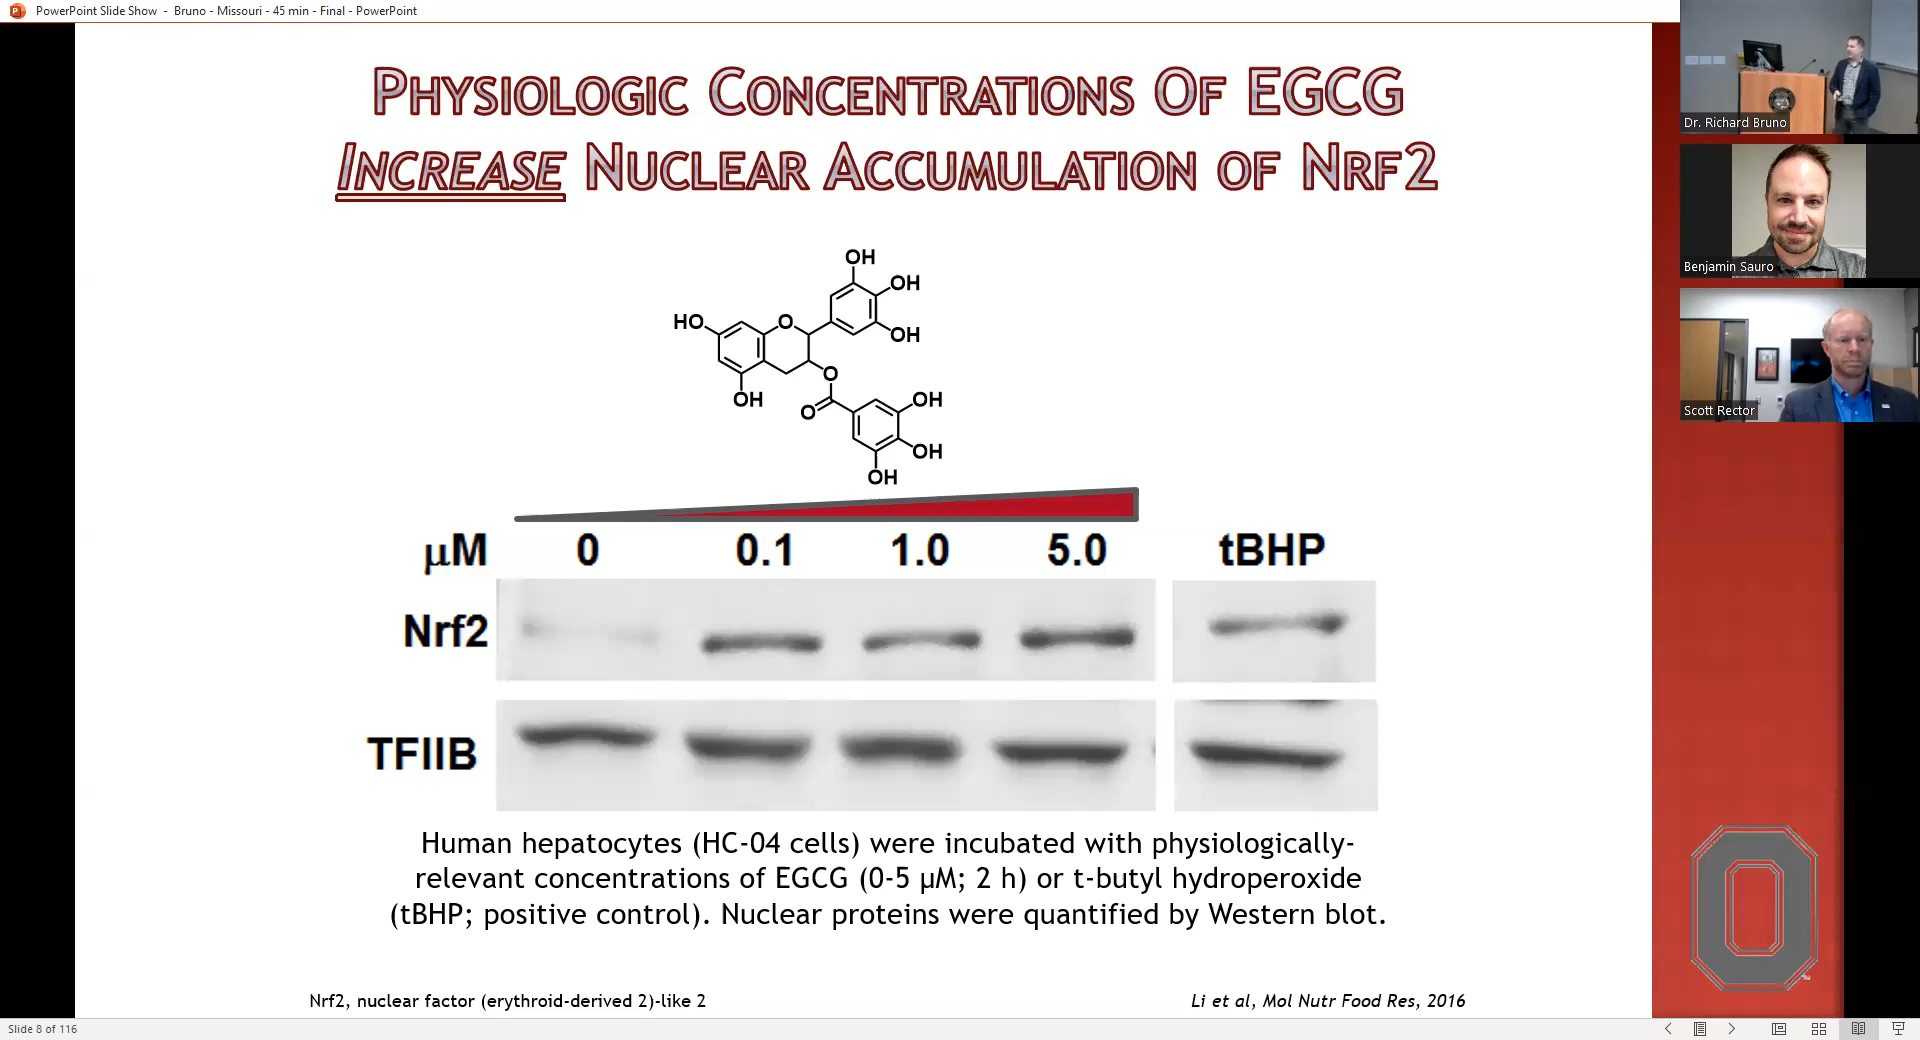 PowerPoint Slide Show - Bruno - Missouri - 45 min - Final - PowerPoint
PHYSIOLOGIC CONCENTRATIONS OF EGCG
INCREASE NUCLEAR ACCUMULATION OF NRF2
OH
OH
OH
HO
O
OH
O
O
OH
OH
OH
µM 0 0.1 1.0 5.0 tBHP
Nrf2
TFIIB
Human hepatocytes (HC-04 cells) were incubated with physiologically-
relevant concentrations of EGCG (0-5 µM; 2 h) or t-butyl hydroperoxide
(tBHP; positive control). Nuclear proteins were quantified by Western blot.
Nrf2, nuclear factor (erythroid-derived 2)-like 2
Li et al, Mol Nutr Food Res, 2016
Dr. Richard Bruno
Benjamin Sauro
Scott Rector
O
TM
Slide 8 of 116